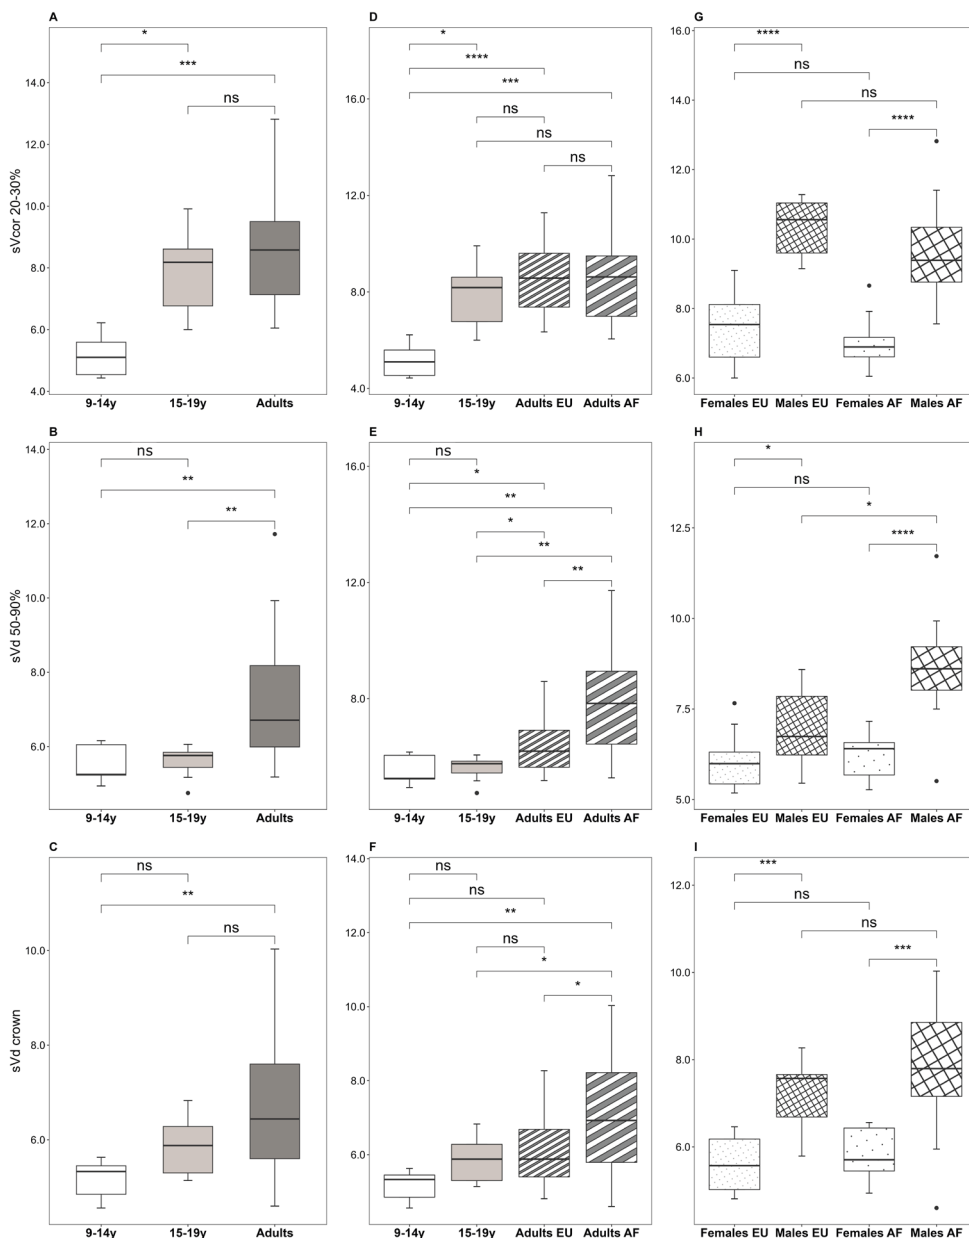 A
D
G
sVcor 20-30%
14.0
12.0
10.0
8.0
6.0
4.0
*
***
ns
9-14y 15-19y Adults
16.0
12.0
8.0
4.0
*
****
***
ns
ns
ns
9-14y 15-19y Adults EU Adults AF
16.0
14.0
12.0
10.0
8.0
6.0
****
ns
ns
****
Females EU Males EU Females AF Males AF
B
E
H
sVd 50-90%
14.0
12.0
10.0
8.0
6.0
ns
**
**
9-14y 15-19y Adults
16.0
12.0
8.0
ns
*
**
*
**
**
9-14y 15-19y Adults EU Adults AF
12.5
10.0
7.5
5.0
*
ns
*
****
Females EU Males EU Females AF Males AF
C
F
I
sVd crown
10.0
8.0
6.0
ns
**
ns
9-14y 15-19y Adults
14.0
12.0
10.0
8.0
6.0
ns
ns
**
ns
*
*
9-14y 15-19y Adults EU Adults AF
12.0
10.0
8.0
6.0
***
ns
ns
***
Females EU Males EU Females AF Males AF